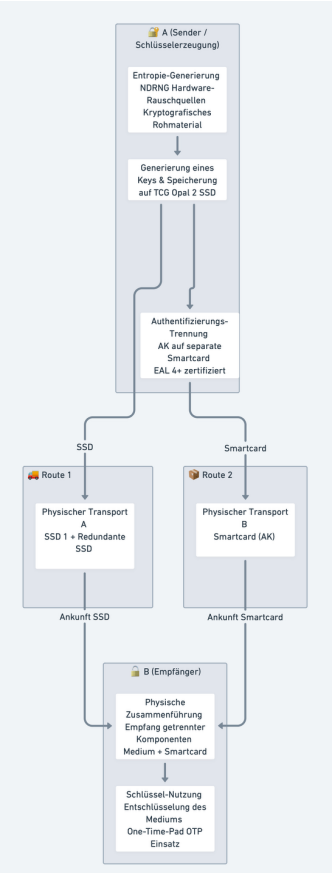 A (Sender /
Schlüsselerzeugung)
Entropie-Generierung
NDRNG Hardware-
Rauschquellen
Kryptografisches
Rohmaterial
Generierung eines
Keys & Speicherung
auf TCG Opal 2 SSD
Authentifizierungs-
Trennung
AK auf separate
Smartcard
EAL 4+ zertifiziert
SSD
Smartcard
Route 1
Physischer Transport
A
SSD 1 + Redundante
SSD
Route 2
Physischer Transport
B
Smartcard (AK)
Ankunft SSD
Ankunft Smartcard
B (Empfänger)
Physische
Zusammenführung
Empfang getrennter
Komponenten
Medium + Smartcard
Schlüssel-Nutzung
Entschlüsselung des
Mediums
One-Time-Pad OTP
Einsatz